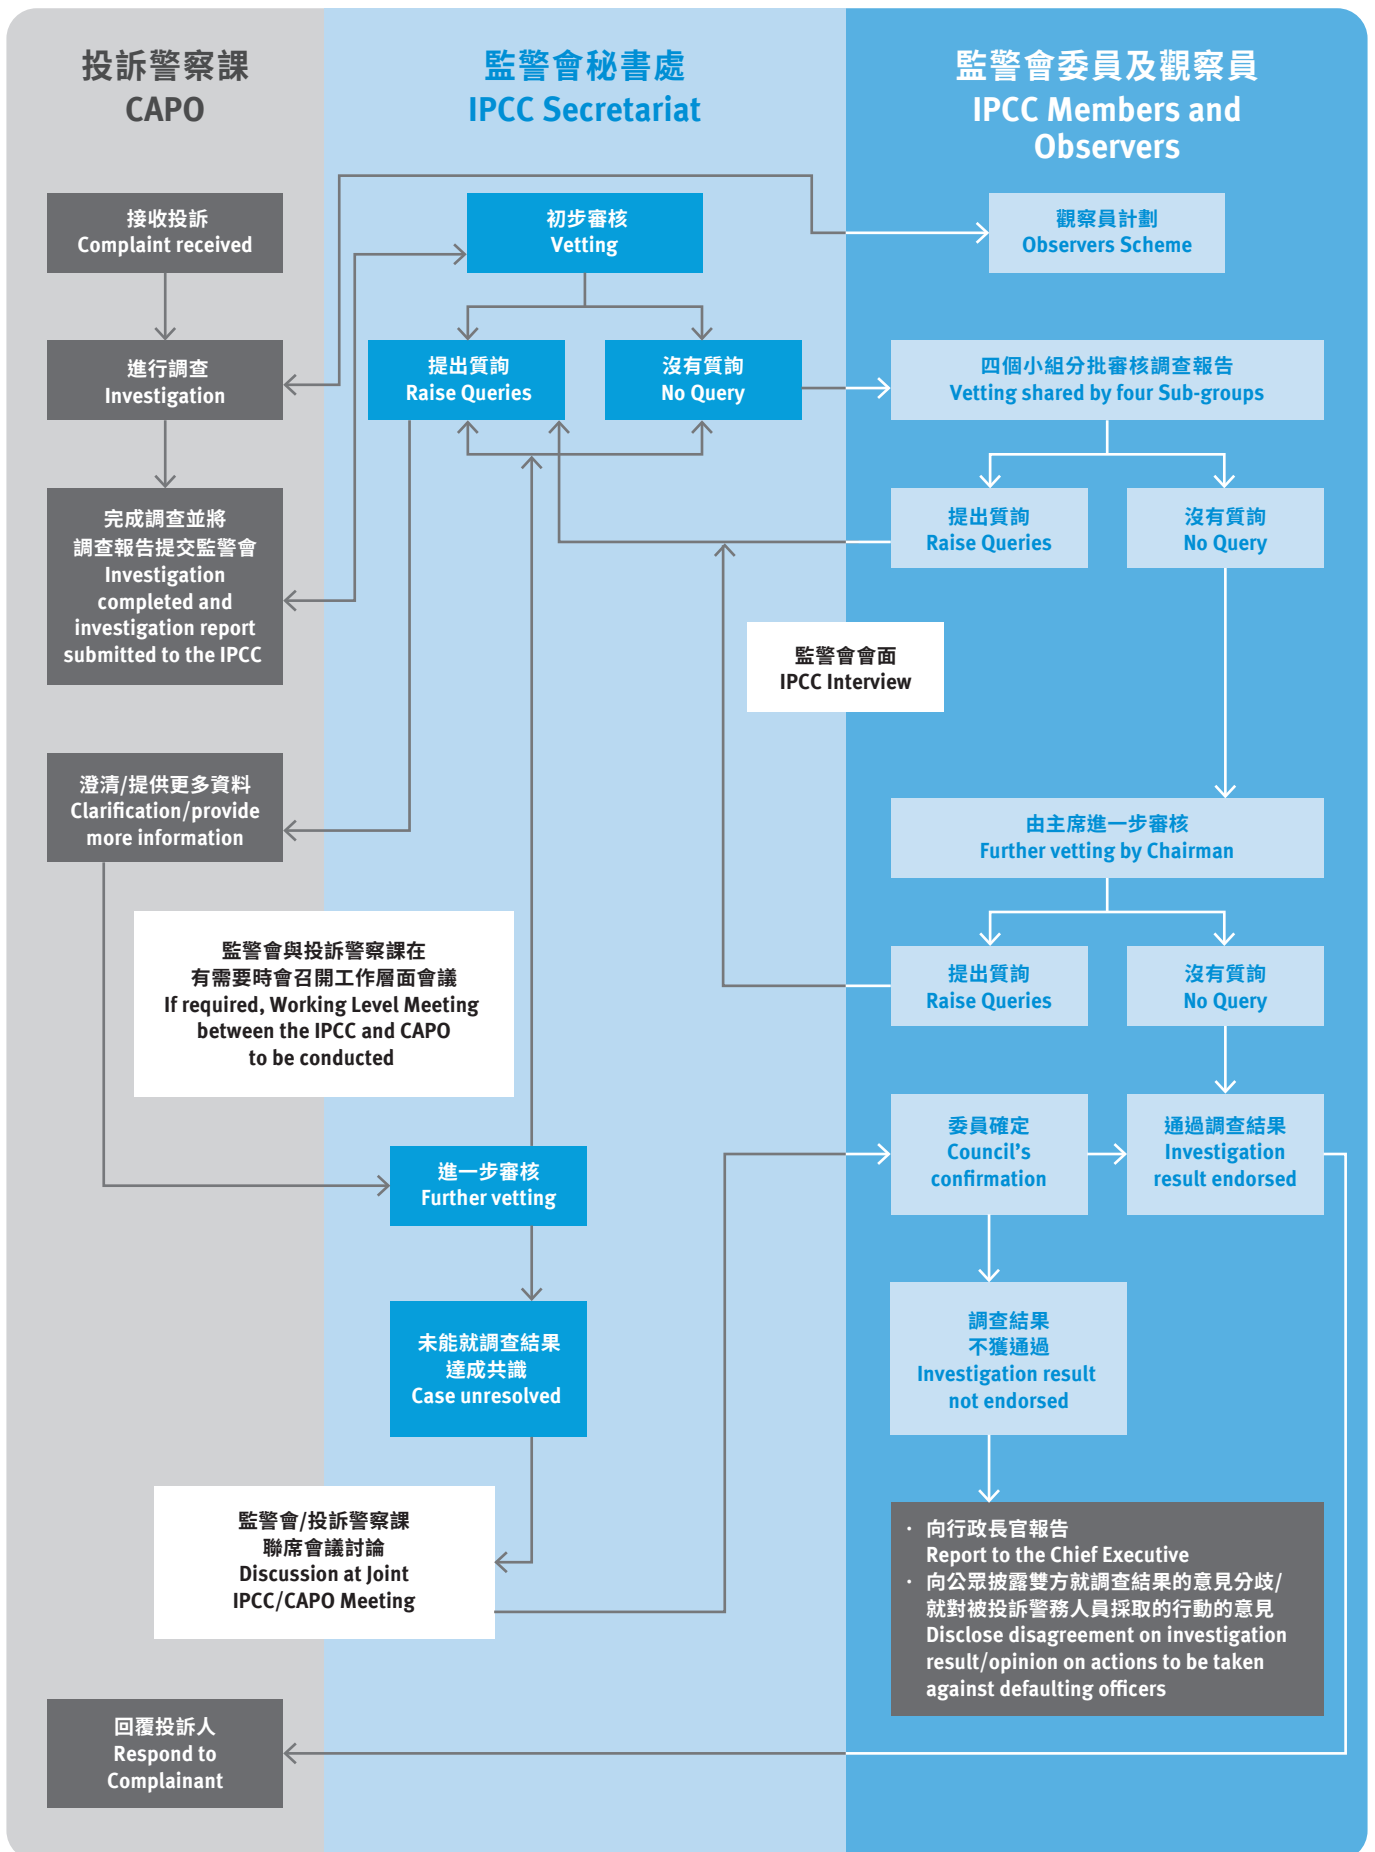 投訴警察課
CAPO
監警會秘書處
IPCC Secretariat
監警會委員及觀察員
IPCC Members and
Observers
接收投訴
Complaint received
初步審核
Vetting
觀察員計劃
Observers Scheme
進行調查
Investigation
提出質詢
Raise Queries
沒有質詢
No Query
四個小組分批審核調查報告
Vetting shared by four Sub-groups
完成調查並將
調查報告提交監警會
Investigation
completed and
investigation report
submitted to the IPCC
提出質詢
Raise Queries
沒有質詢
No Query
監警會會面
IPCC Interview
澄清/提供更多資料
Clarification/provide
more information
由主席進一步審核
Further vetting by Chairman
監警會與投訴警察課在
有需要時會召開工作層面會議
If required, Working Level Meeting
between the IPCC and CAPO
to be conducted
提出質詢
Raise Queries
沒有質詢
No Query
進一步審核
Further vetting
委員確定
Council’s
confirmation
通過調查結果
Investigation
result endorsed
未能就調查結果
達成共識
Case unresolved
調查結果
不獲通過
Investigation result
not endorsed
監警會/投訴警察課
聯席會議討論
Discussion at Joint
IPCC/CAPO Meeting
· 向行政長官報告
Report to the Chief Executive
· 向公眾披露雙方就調查結果的意見分歧/
就對被投訴警務人員採取的行動的意見
Disclose disagreement on investigation
result/opinion on actions to be taken
against defaulting officers
回覆投訴人
Respond to
Complainant